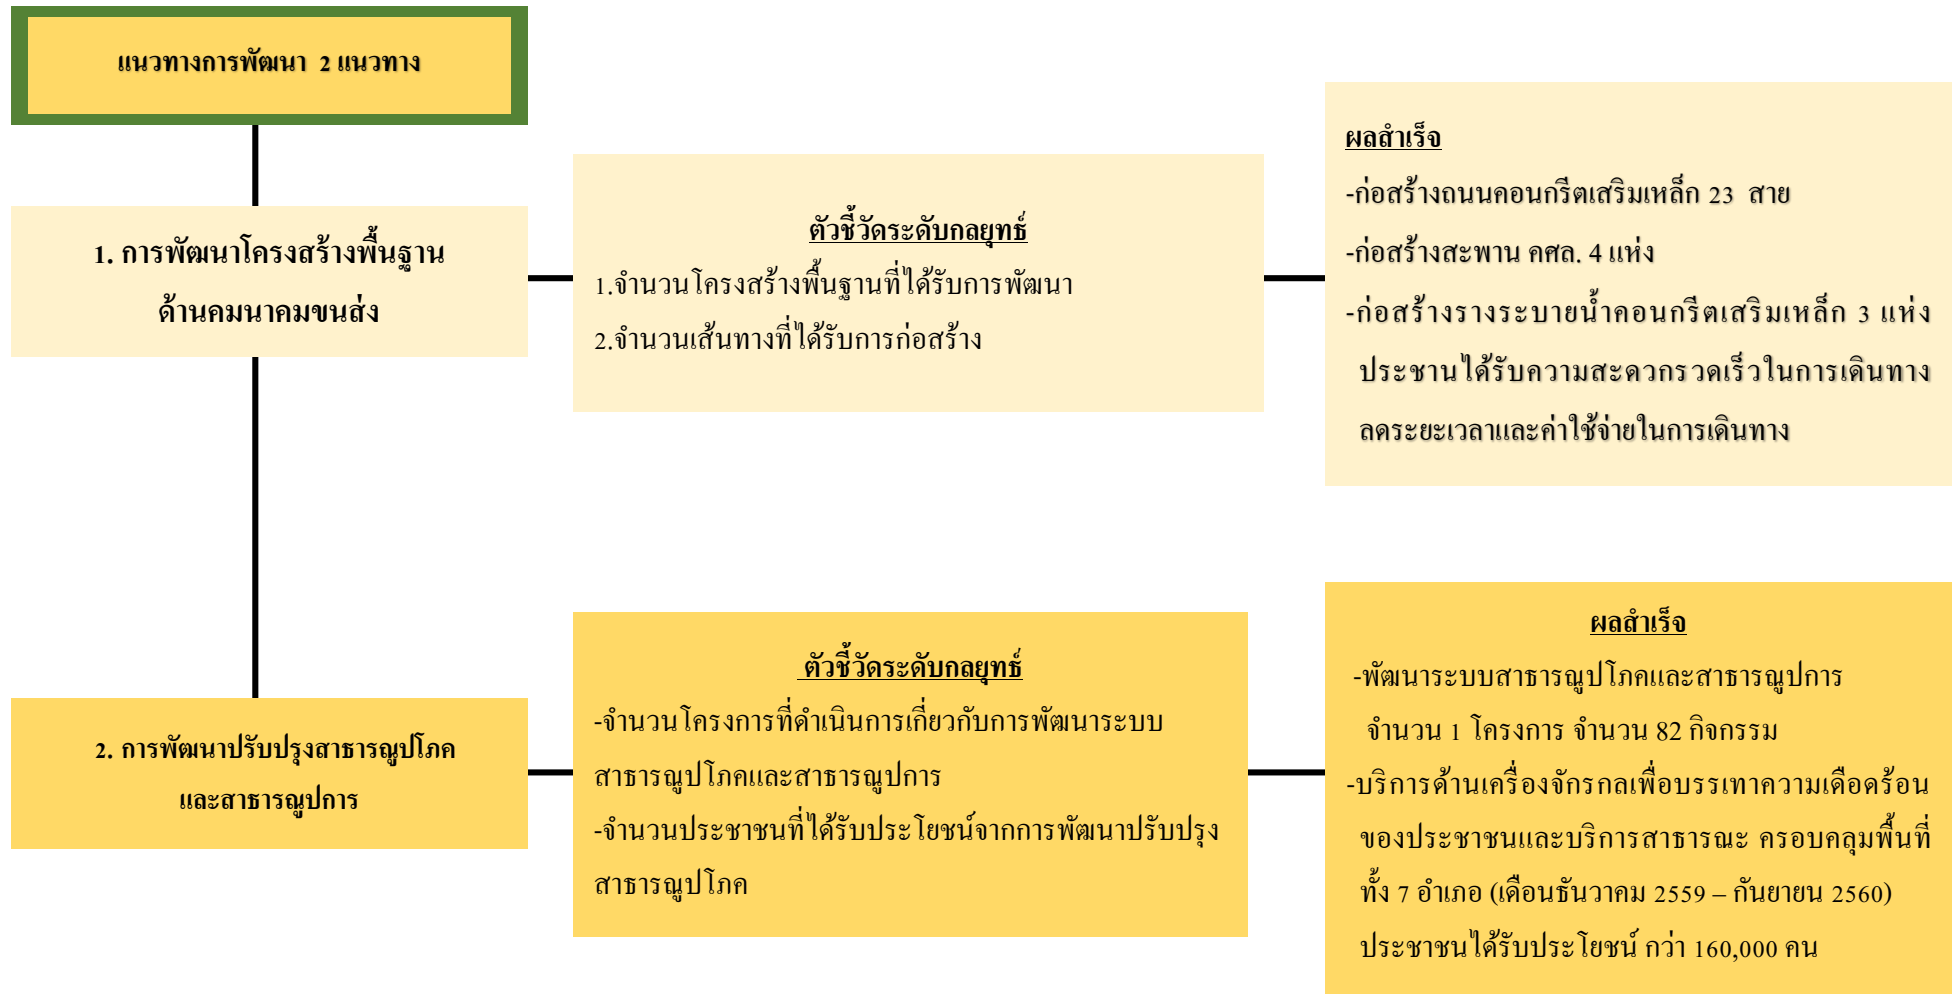 แนวทางการพัฒนา 2 แนวทาง
1. การพัฒนาโครงสร้างพื้นฐาน
ด้านคมนาคมขนส่ง
ตัวชี้วัดระดับกลยุทธ์
1.จำนวนโครงสร้างพื้นฐานที่ได้รับการพัฒนา
2.จำนวนเส้นทางที่ได้รับการก่อสร้าง
ผลสำเร็จ
-ก่อสร้างถนนคอนกรีตเสริมเหล็ก 23 สาย
-ก่อสร้างสะพาน คศล. 4 แห่ง
-ก่อสร้างรางระบายน้ำคอนกรีตเสริมเหล็ก 3 แห่ง
ประชานได้รับความสะดวกรวดเร็วในการเดินทาง
ลดระยะเวลาและค่าใช้จ่ายในการเดินทาง
2. การพัฒนาปรับปรุงสาธารณูปโภค
และสาธารณูปการ
ตัวชี้วัดระดับกลยุทธ์
-จำนวนโครงการที่ดำเนินการเกี่ยวกับการพัฒนาระบบ
สาธารณูปโภคและสาธารณูปการ
-จำนวนประชาชนที่ได้รับประโยชน์จากการพัฒนาปรับปรุง
สาธารณูปโภค
ผลสำเร็จ
-พัฒนาระบบสาธารณูปโภคและสาธารณูปการ
จำนวน 1 โครงการ จำนวน 82 กิจกรรม
-บริการด้านเครื่องจักรกลเพื่อบรรเทาความเดือดร้อน
ของประชาชนและบริการสาธารณะ ครอบคลุมพื้นที่
ทั้ง 7 อำเภอ (เดือนธันวาคม 2559 – กันยายน 2560)
ประชาชนได้รับประโยชน์ กว่า 160,000 คน